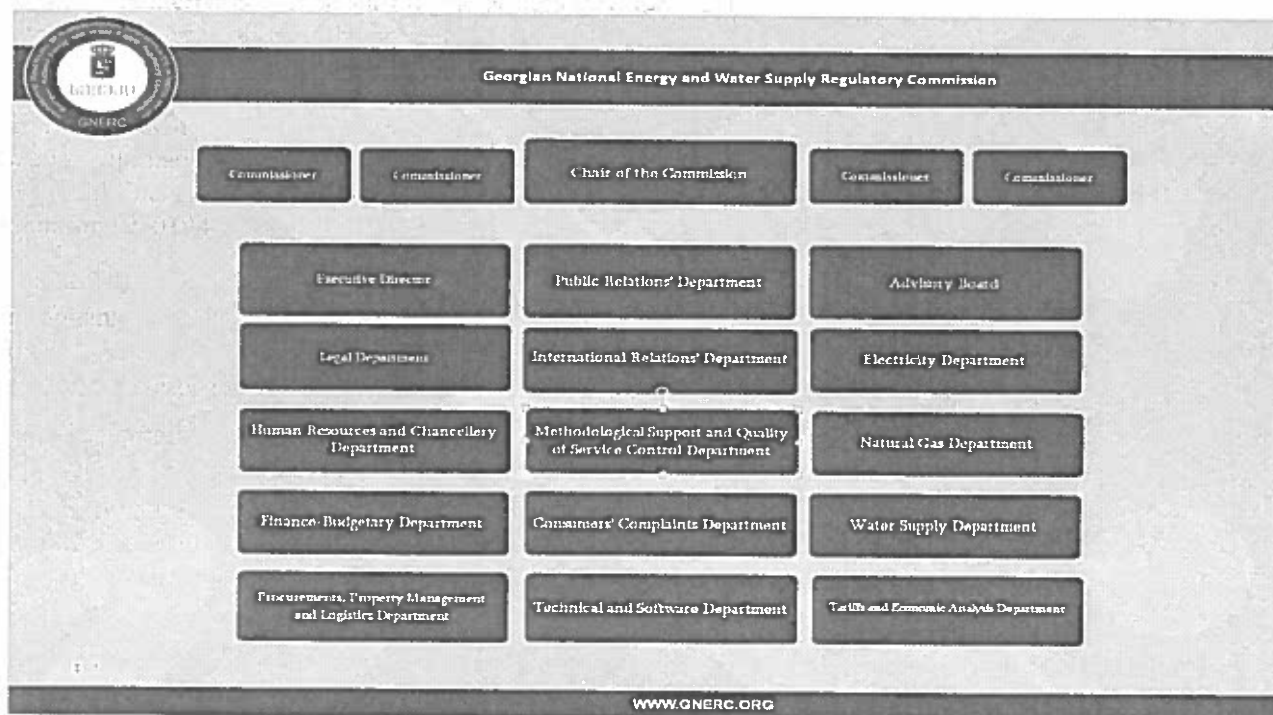 Georgian National Energy and Water Supply Regulatory Commission
GNERC
Commissioner
Commissioner
Chair of the Commission
Commissioner
Commissioner
Executive Director
Public Relations' Department
Advisory Board
Legal Department
International Relations' Department
Electricity Department
Human Resources and Chancellery
Department
Methodological Support and Quality
of Service Control Department
Natural Gas Department
Finance-Budgetary Department
Consumers' Complaints Department
Water Supply Department
Procurements, Property Management
and Logistics Department
Technical and Software Department
Tariffs and Economic Analysis Department
WWW.GNERC.ORG